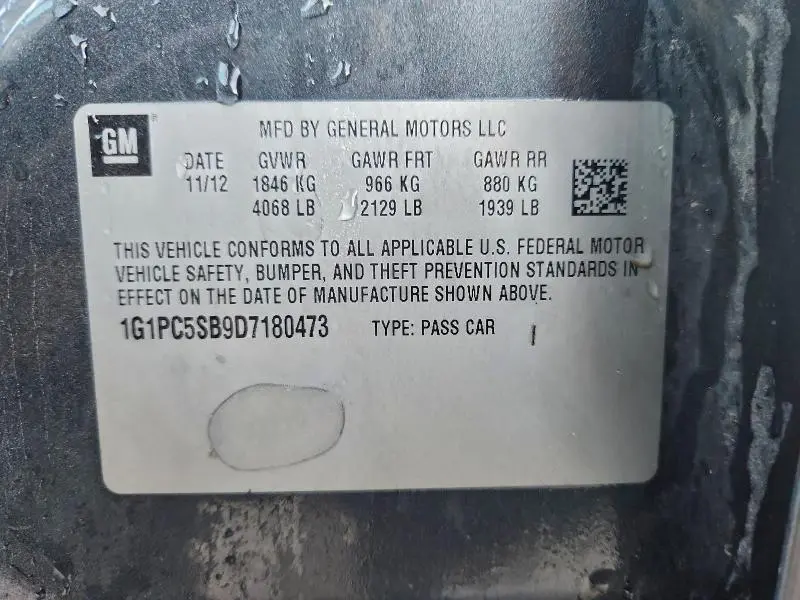 GM
MFD BY GENERAL MOTORS LLC
DATE GVWR GAWR FRT GAWR RR
11/12 1846 KG 966 KG 880 KG
4068 LB 2129 LB 1939 LB
THIS VEHICLE CONFORMS TO ALL APPLICABLE U.S. FEDERAL MOTOR
VEHICLE SAFETY, BUMPER, AND THEFT PREVENTION STANDARDS IN
EFFECT ON THE DATE OF MANUFACTURE SHOWN ABOVE.
1G1PC5SB9D7180473 TYPE: PASS CAR